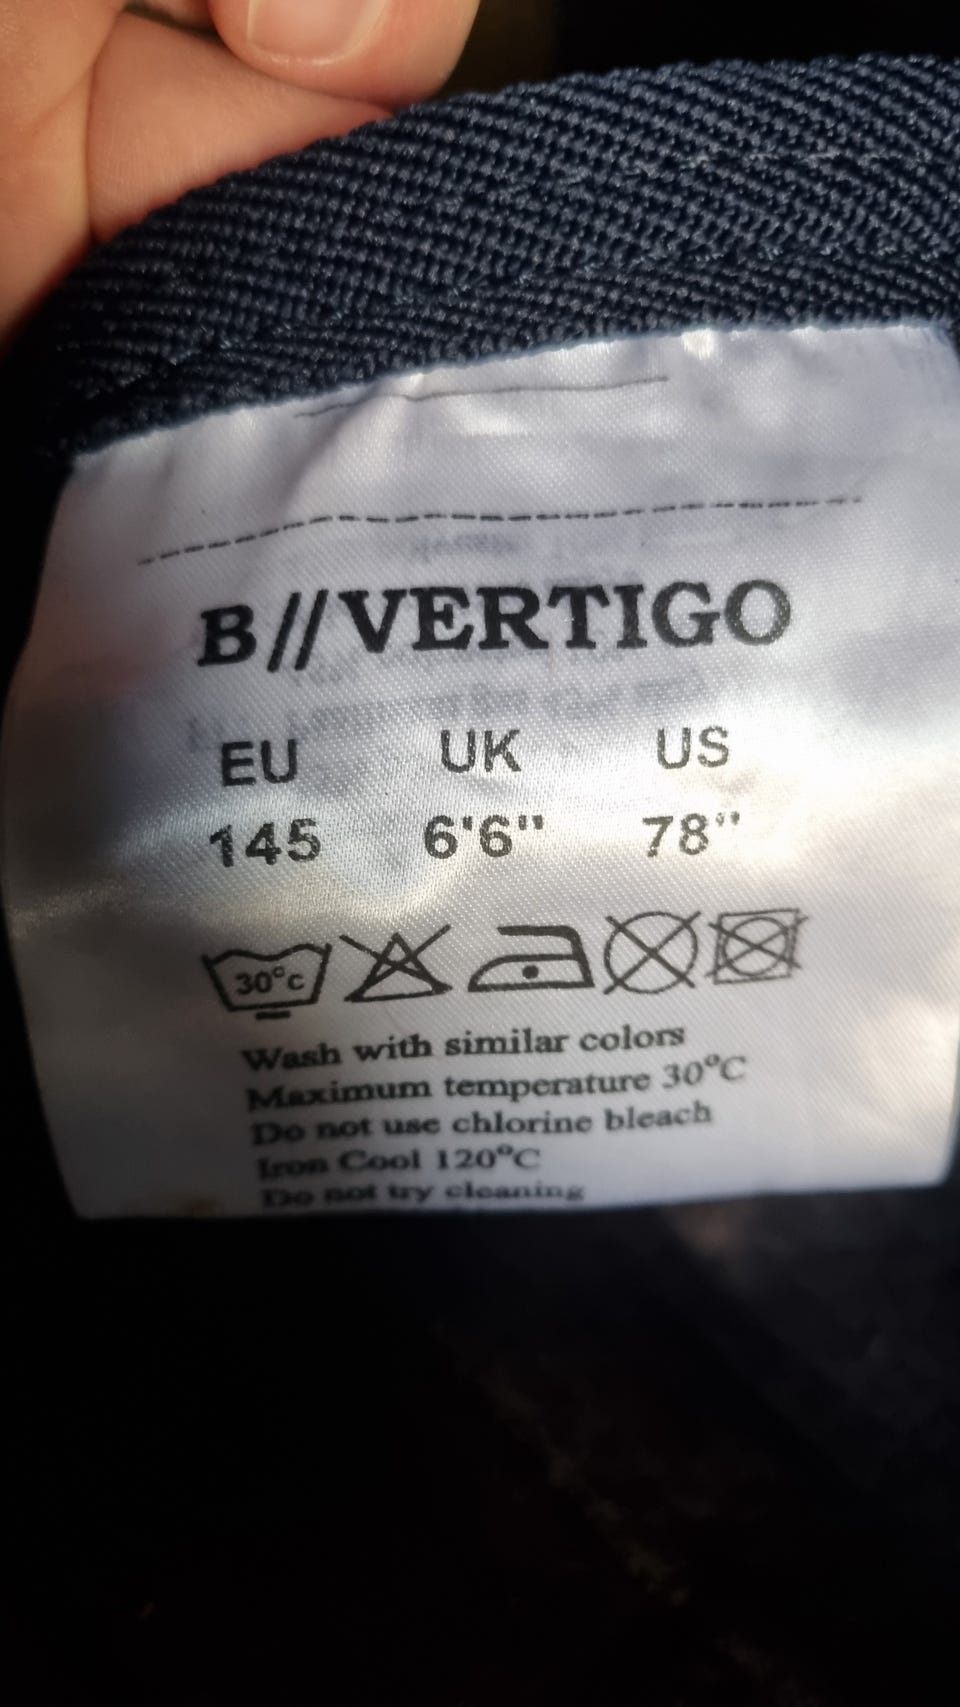 B//VERTIGO
EU UK US
145 6'6" 78"
30°c
Wash with similar colors
Maximum temperature 30°C
Do not use chlorine bleach
Iron Cool 120°C
Do not try cleaning